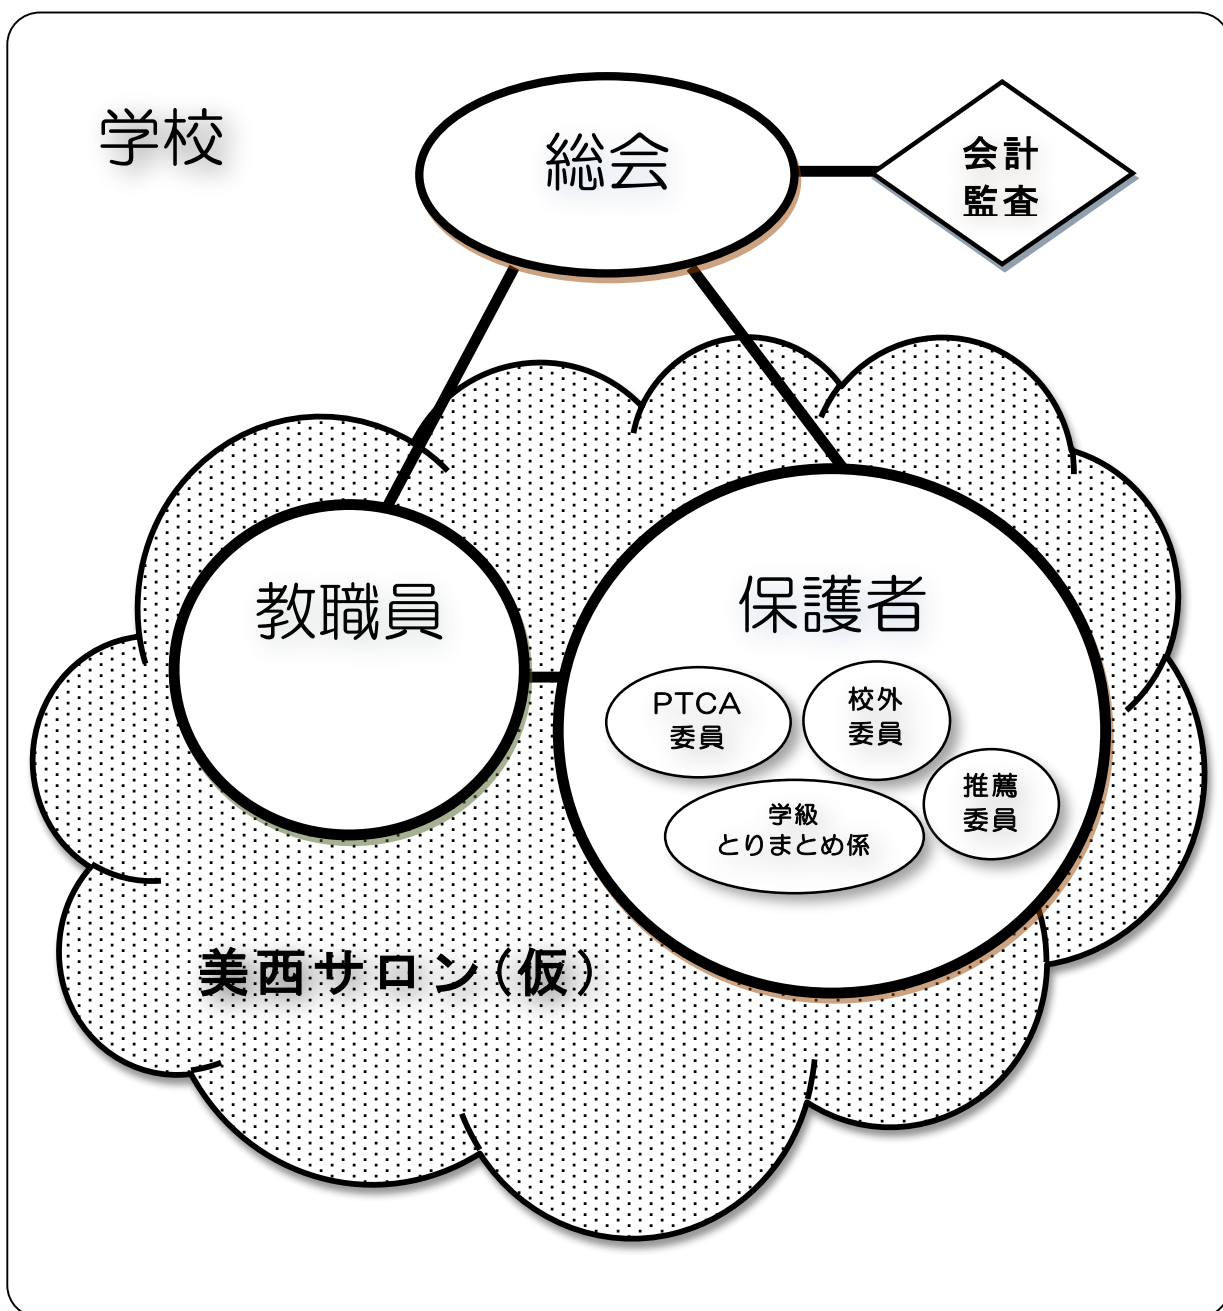 学校
総会
会計
監査
教職員
保護者
PTCA
委員
校外
委員
推薦
委員
学級
とりまとめ係
美西サロン(仮)